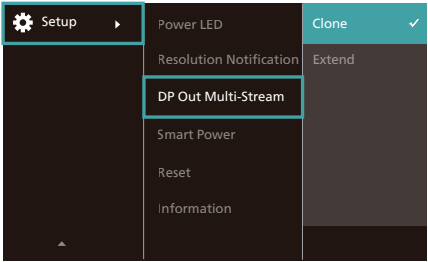 Setup
Power LED
Resolution Notification
DP Out Multi-Stream
Smart Power
Reset
Information
Clone
Extend